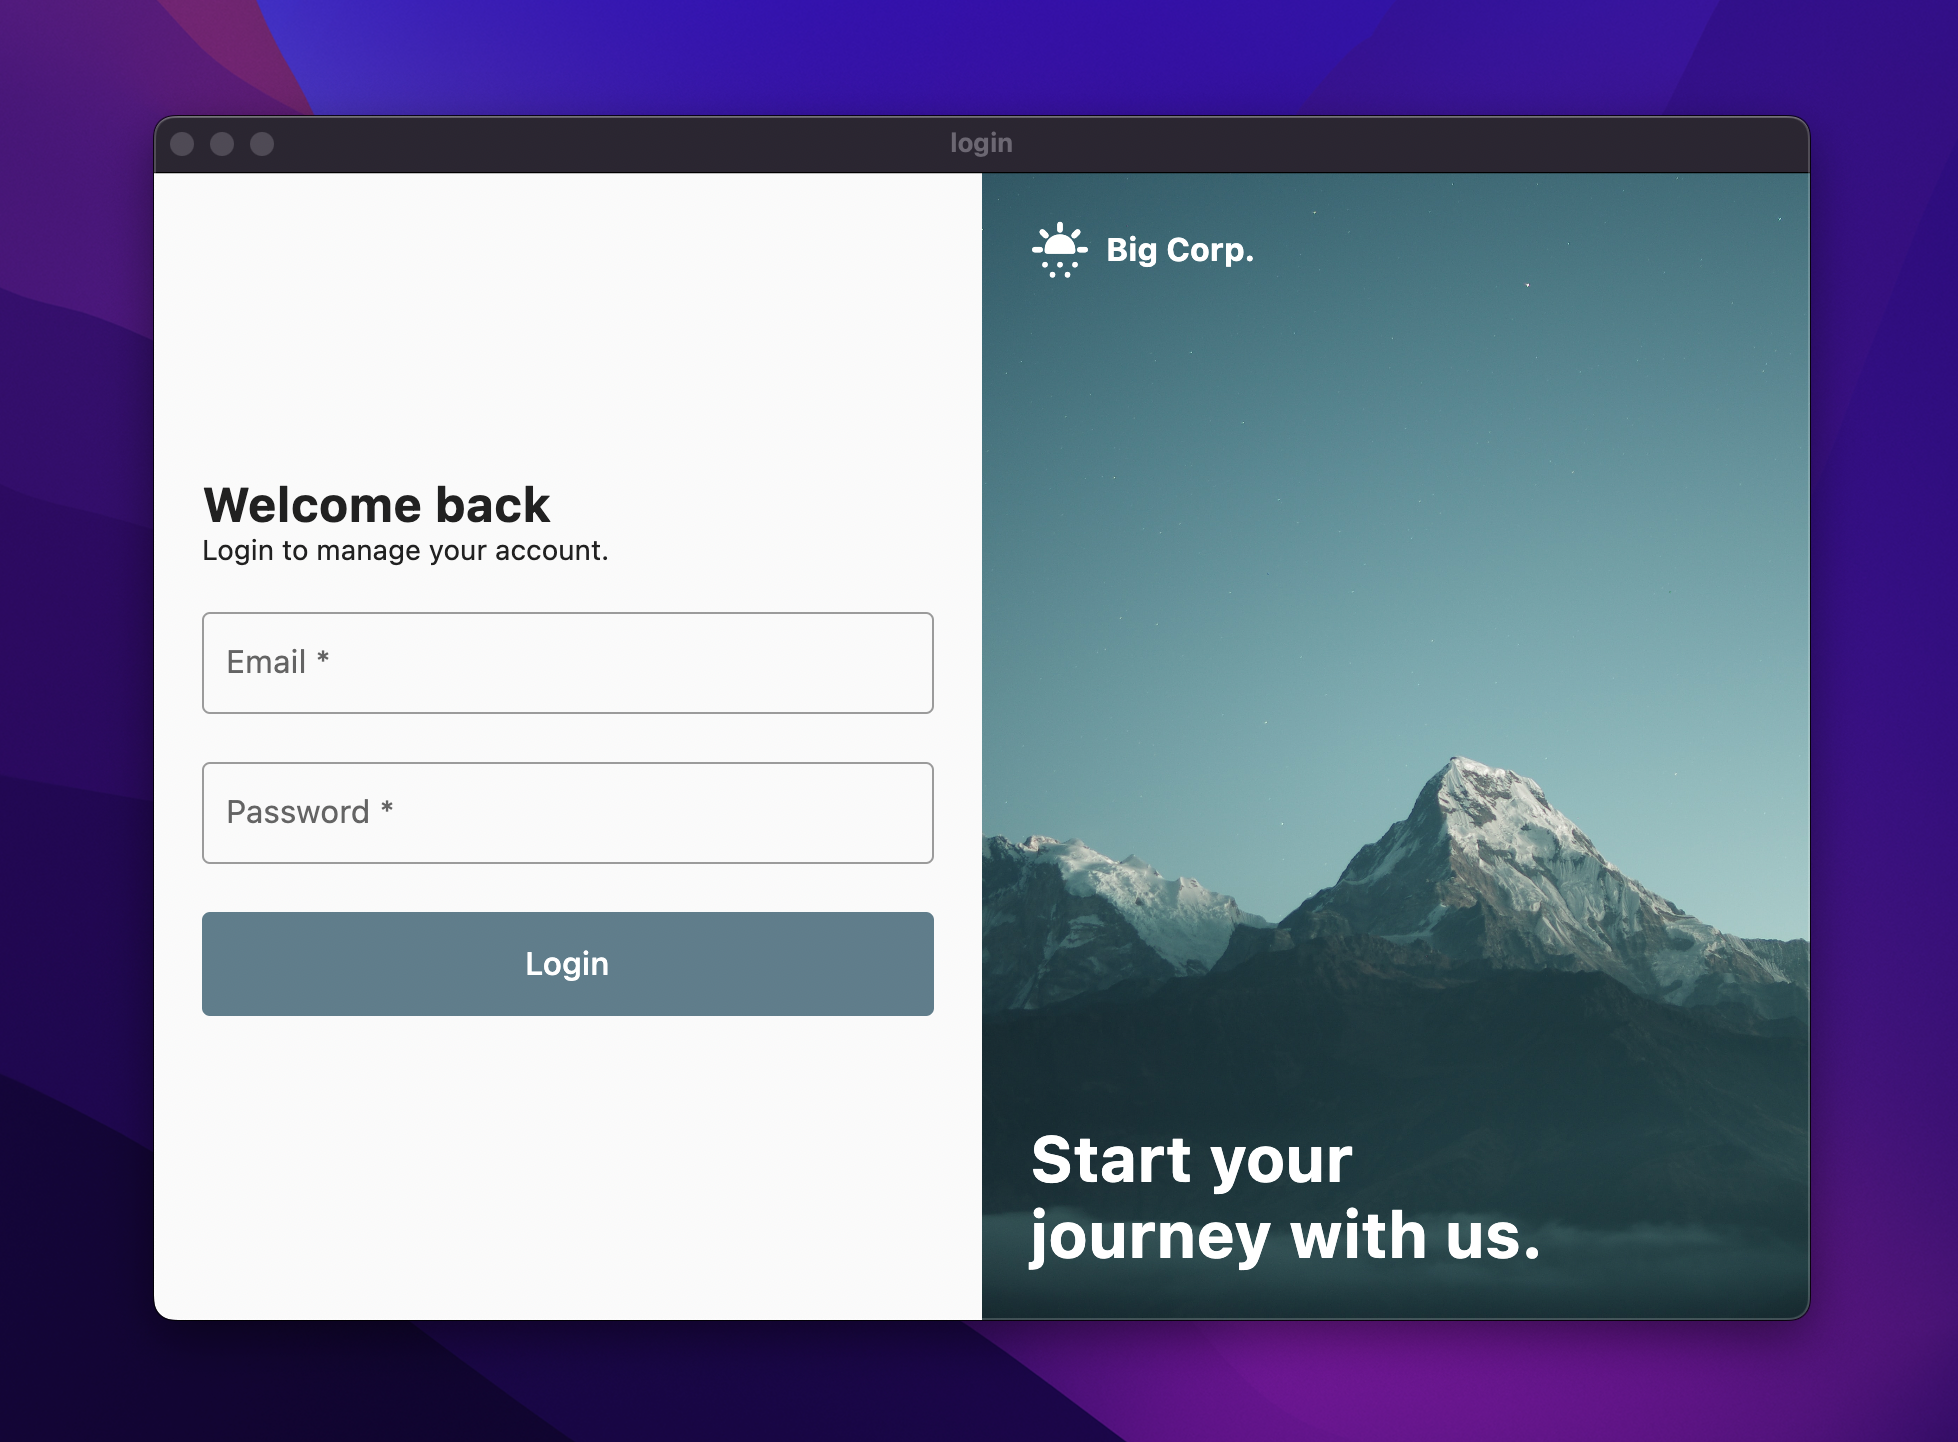 login
Welcome back
Login to manage your account.
Email *
Password *
Login
Big Corp.
Start your
journey with us.